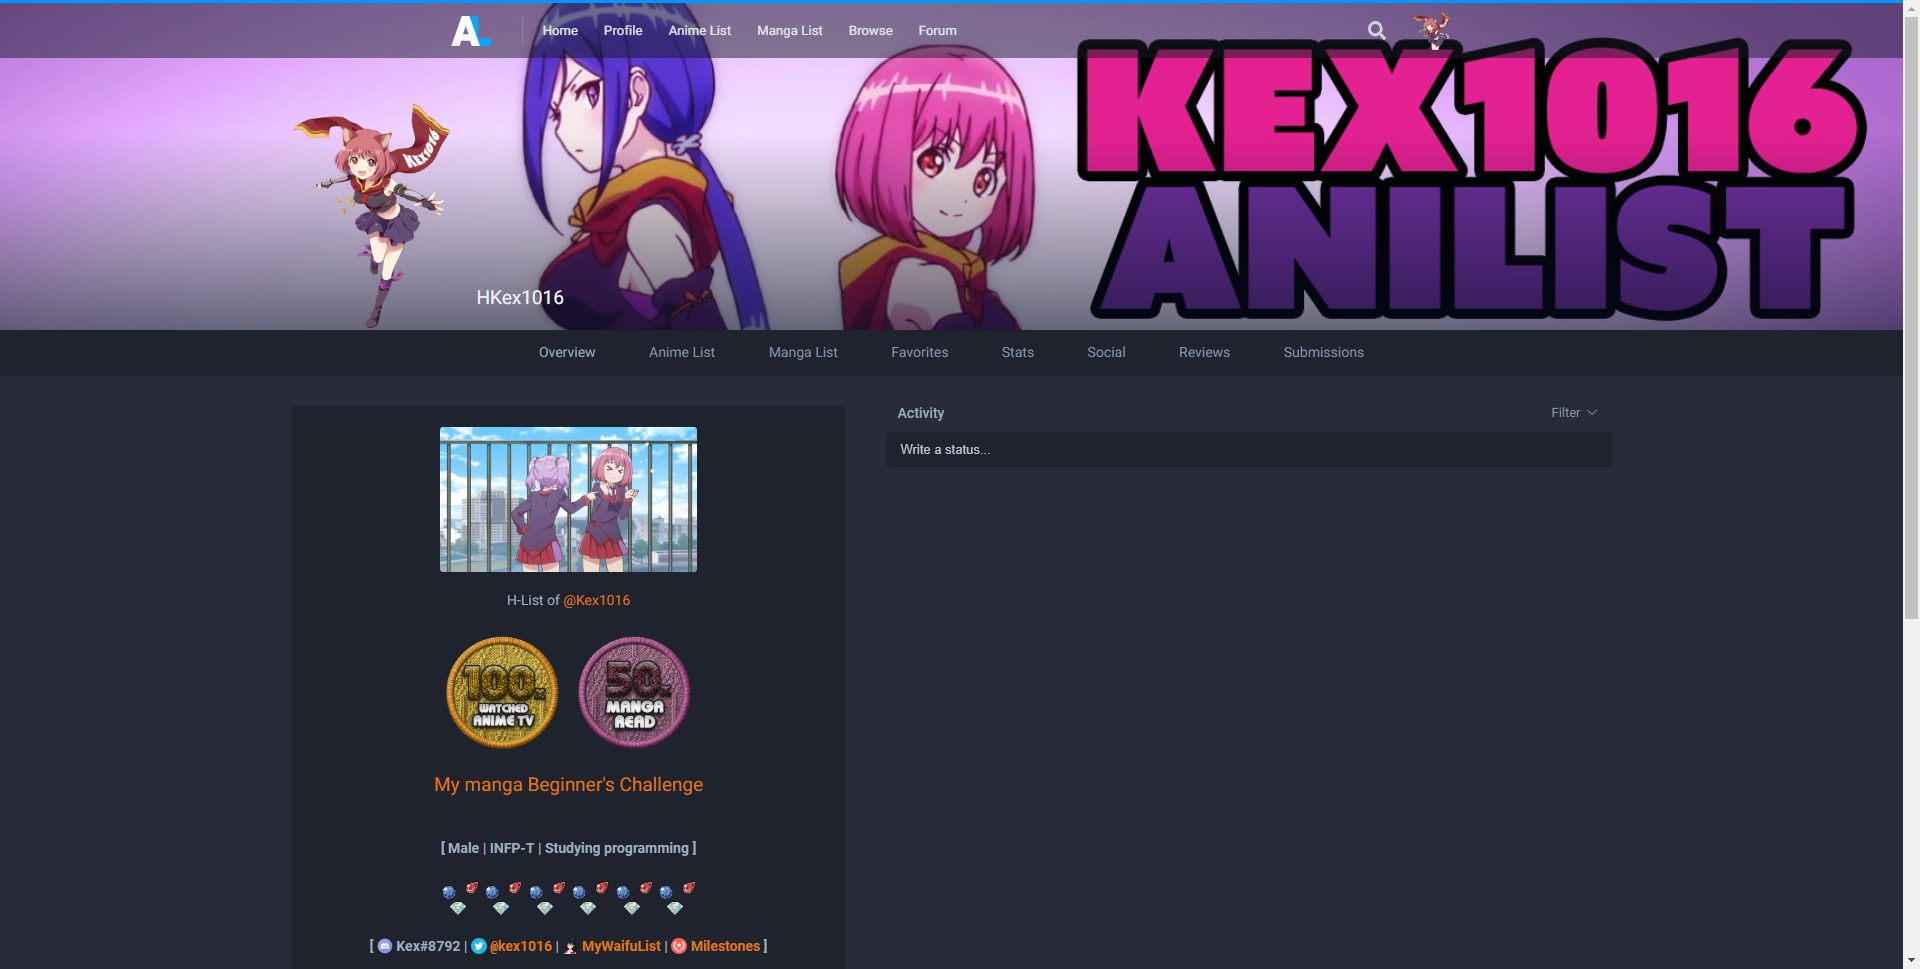 AL Home Profile Anime List Manga List Browse Forum
KEX1016
ANILIST
KEX1016
HKex1016
Overview Anime List Manga List Favorites Stats Social Reviews Submissions
Activity Filter
Write a status...
H-List of @Kex1016
100x
WATCHED
ANIME TV
50x
MANGA
READ
My manga Beginner's Challenge
[ Male | INFP-T | Studying programming ]
[ Kex#8792 | @kex1016 | MyWaifuList | Milestones ]